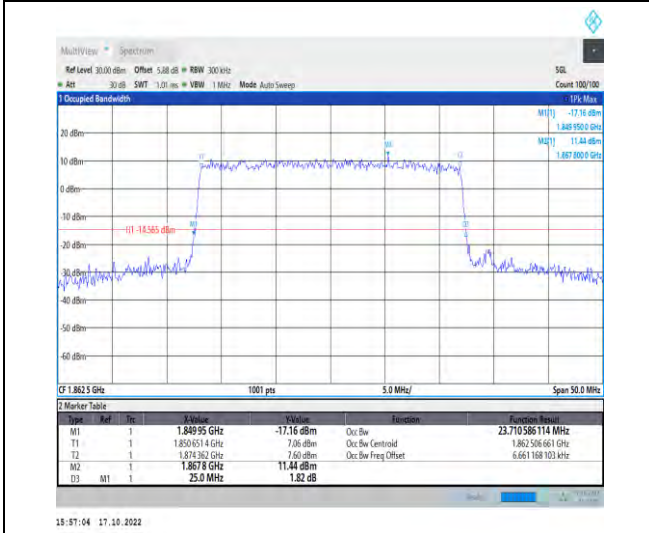 MultiView Spectrum
Ref Level 30.00 dBm Offset 5.88 dB RBW 300 kHz SGL
Att 30 dB SWT 1.01 ms VBW 1 MHz Mode Auto Sweep Count 100/100
1 Occupied Bandwidth 1Pk Max
M1[1] -17.16 dBm
1.849 950 0 GHz
M2[1] 11.44 dBm
1.867 800 0 GHz
20 dBm
10 dBm
0 dBm
-10 dBm
H1 -14.565 dBm
-20 dBm
-30 dBm
-40 dBm
-50 dBm
-60 dBm
CF 1.862 5 GHz 1001 pts 5.0 MHz/ Span 50.0 MHz
2 Marker Table
Type Ref Trc X-Value Y-Value Function Function Result
M1 1 1.849 95 GHz -17.16 dBm Occ Bw 23.710 586 114 MHz
T1 1 1.850 651 4 GHz 7.06 dBm Occ Bw Centroid 1.862 506 661 GHz
T2 1 1.874 362 GHz 7.60 dBm Occ Bw Freq Offset 6.661 168 103 kHz
M2 1 1.867 8 GHz 11.44 dBm
D3 M1 1 25.0 MHz 1.82 dB
15:57:04 17.10.2022